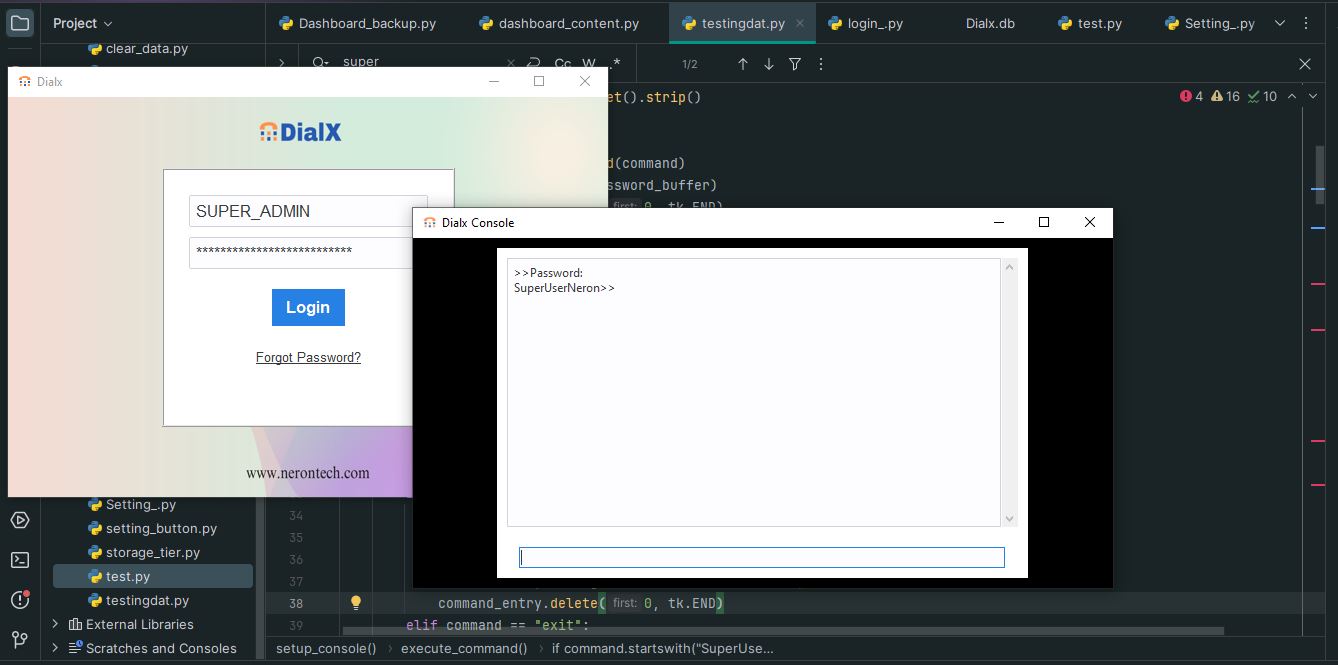 Project
Dashboard_backup.py
dashboard_content.py
testingdat.py
login_.py
Dialx.db
test.py
Setting_.py
clear_data.py
super
Cc W .*
1/2
Dialx
et().strip()
4 16 10
DialX
d(command)
ssword_buffer)
first: 0, tk.END)
SUPER_ADMIN
**************************
Login
Forgot Password?
www.nerontech.com
Dialx Console
>>Password:
SuperUserNeron>>
Setting_.py
setting_button.py
storage_tier.py
test.py
testingdat.py
External Libraries
Scratches and Consoles
34
35
36
37
38 command_entry.delete( first: 0, tk.END)
39 elif command == "exit":
setup_console() › execute_command() › if command.startswith("SuperUse...